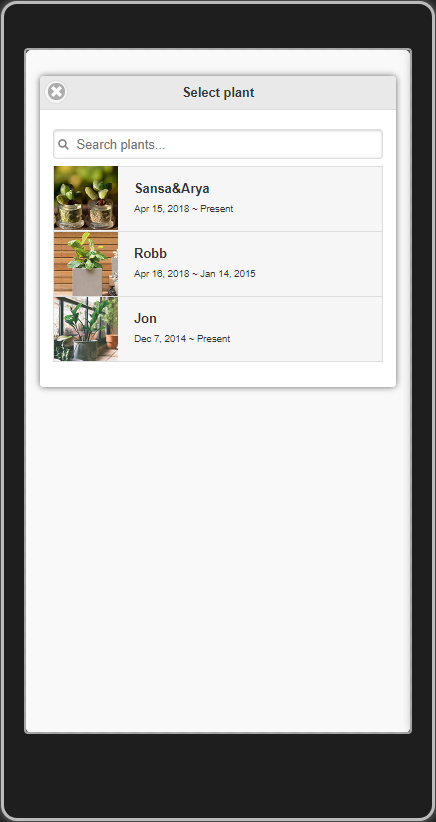 Select plant
Search plants...
Sansa&Arya
Apr 15, 2018 ~ Present
Robb
Apr 16, 2018 ~ Jan 14, 2015
Jon
Dec 7, 2014 ~ Present